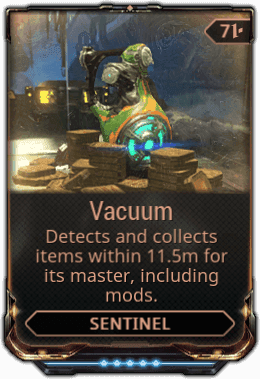 7
Vacuum
Detects and collects
items within 11.5m for
its master, including
mods.
SENTINEL